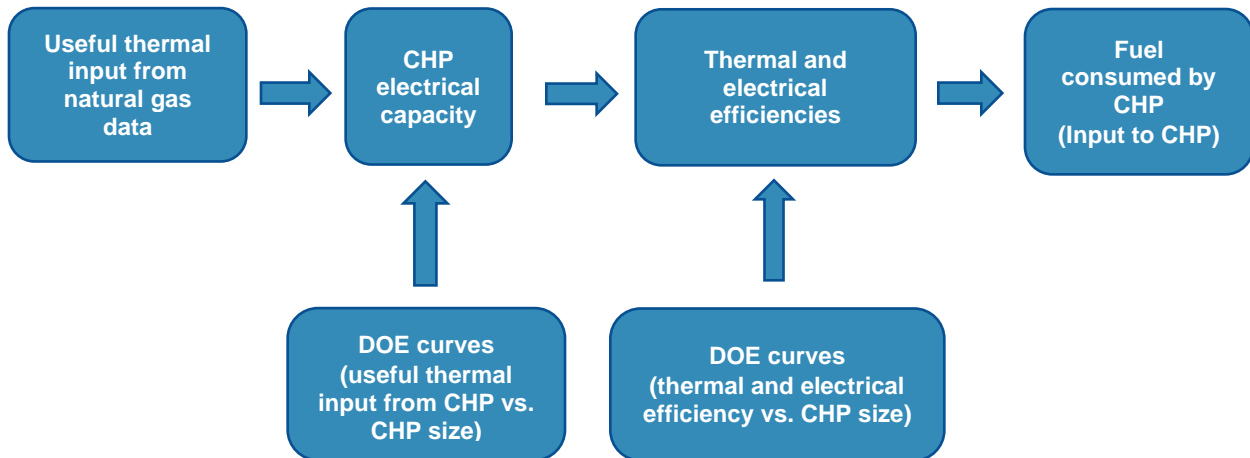 Useful thermal
input from
natural gas
data
CHP
electrical
capacity
Thermal and
electrical
efficiencies
Fuel
consumed by
CHP
(Input to CHP)
DOE curves
(useful thermal
input from CHP vs.
CHP size)
DOE curves
(thermal and electrical
efficiency vs. CHP size)